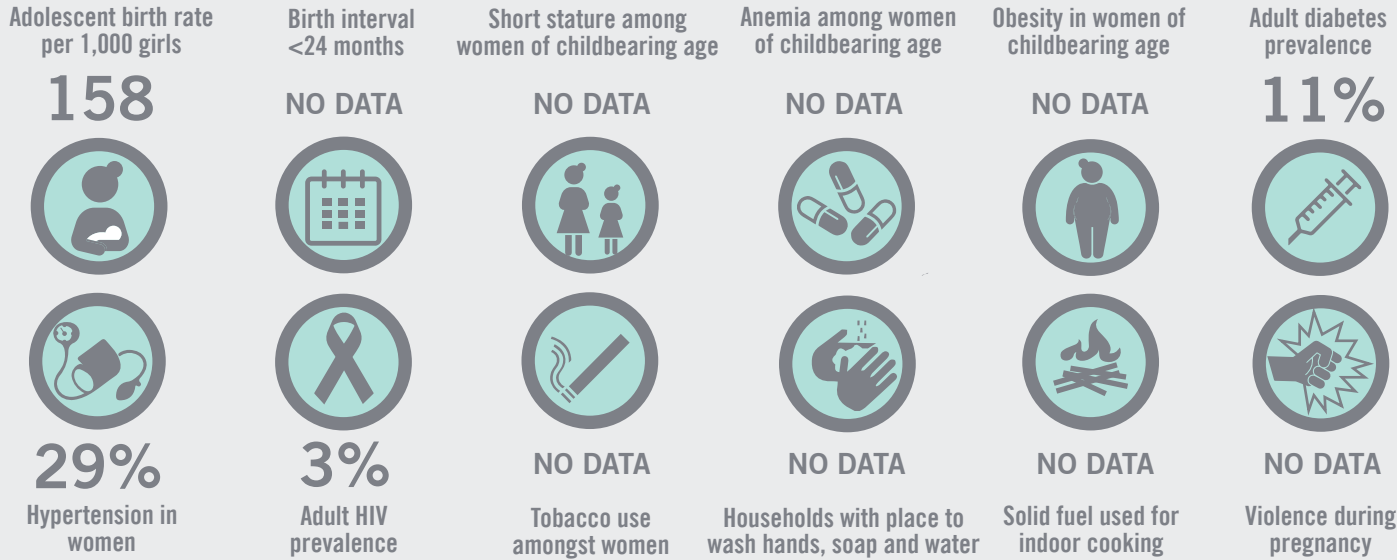 Adolescent birth rate
per 1,000 girls
158
Birth interval
<24 months
NO DATA
Short stature among
women of childbearing age
NO DATA
Anemia among women
of childbearing age
NO DATA
Obesity in women of
childbearing age
NO DATA
Adult diabetes
prevalence
11%
29%
Hypertension in
women
3%
Adult HIV
prevalence
NO DATA
Tobacco use
amongst women
NO DATA
Households with place to
wash hands, soap and water
NO DATA
Solid fuel used for
indoor cooking
NO DATA
Violence during
pregnancy